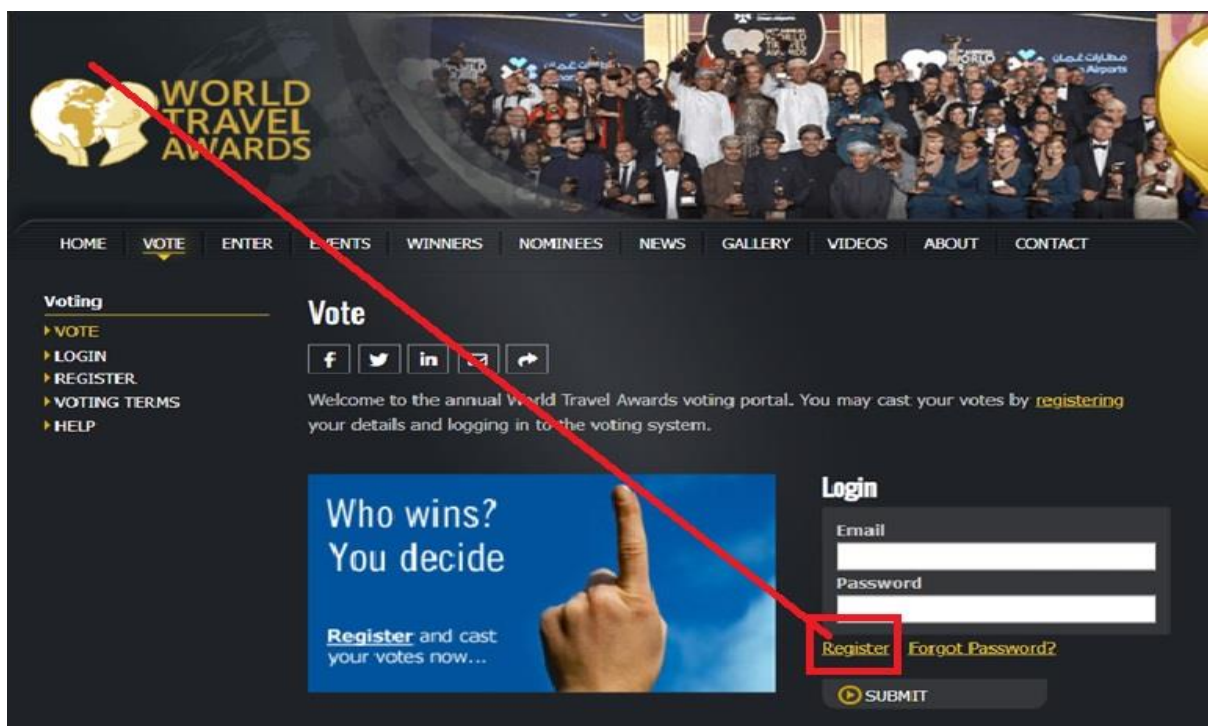 WORLD
TRAVEL
AWARDS
HOME VOTE ENTER EVENTS WINNERS NOMINEES NEWS GALLERY VIDEOS ABOUT CONTACT
Voting
VOTE
LOGIN
REGISTER
VOTING TERMS
HELP
Vote
Welcome to the annual World Travel Awards voting portal. You may cast your votes by registering
your details and logging in to the voting system.
Who wins?
You decide
Register and cast
your votes now...
Login
Email
Password
Register Forgot Password?
SUBMIT